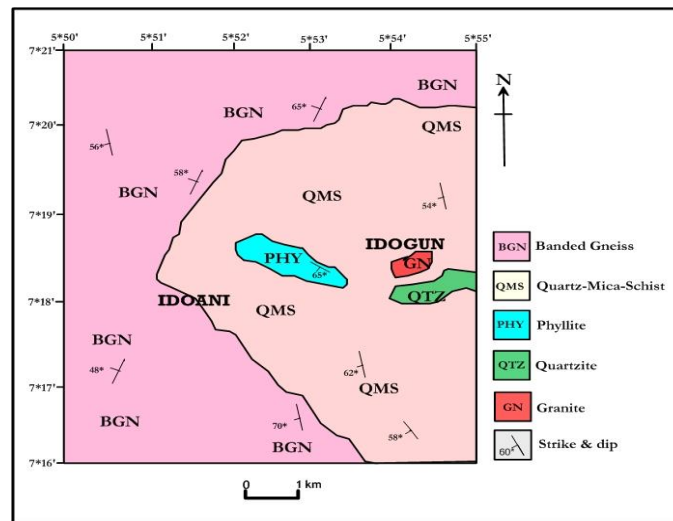 5*50' 5*51' 5*52' 5*53' 5*54' 5*55'
7*21'
BGN
65*
BGN
N
7*20'
QMS
56*
58*
BGN
QMS
54*
7*19'
IDOGUN
PHY
GN
BGN Banded Gneiss
65*
QTZ
QMS Quartz-Mica-Schist
7*18'
IDOANI
QMS
PHY Phyllite
BGN
48*
62*
QTZ Quartzite
7*17'
QMS
GN Granite
BGN
70*
BGN
58*
60* Strike & dip
7*16'
0 1 km